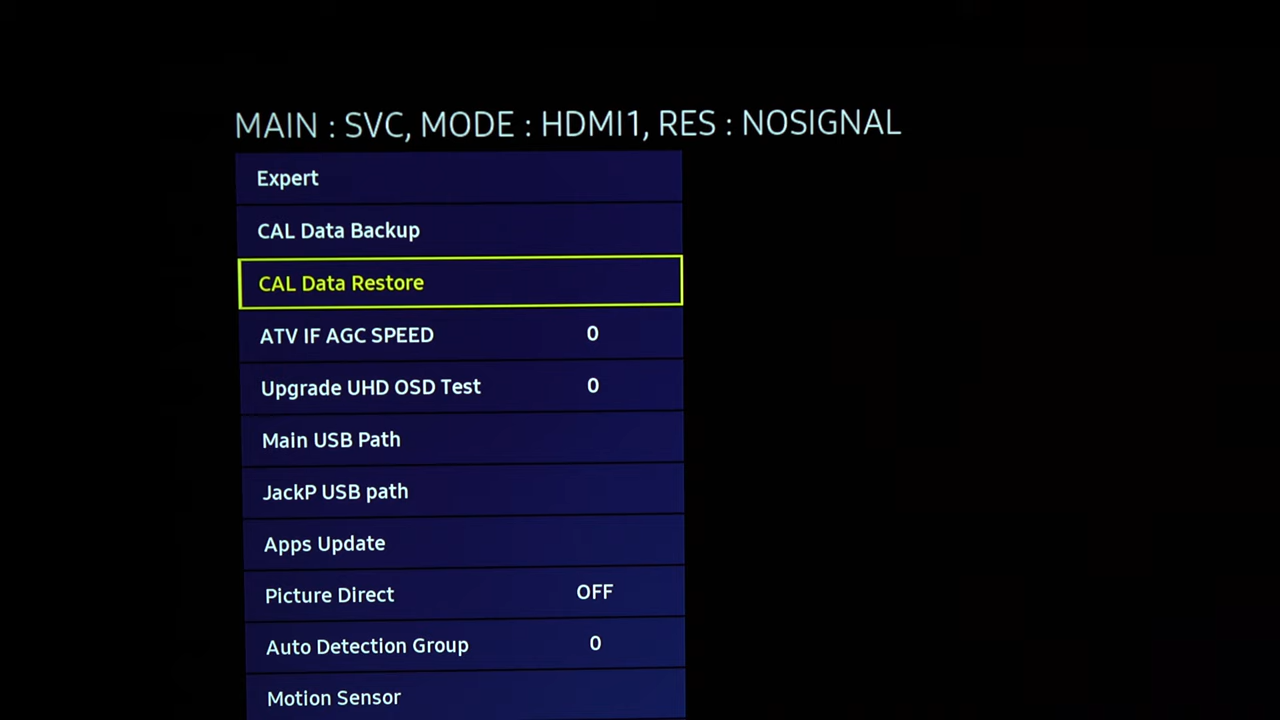 MAIN : SVC, MODE : HDMI1, RES : NOSIGNAL
Expert
CAL Data Backup
CAL Data Restore
ATV IF AGC SPEED 0
Upgrade UHD OSD Test 0
Main USB Path
JackP USB path
Apps Update
Picture Direct OFF
Auto Detection Group 0
Motion Sensor